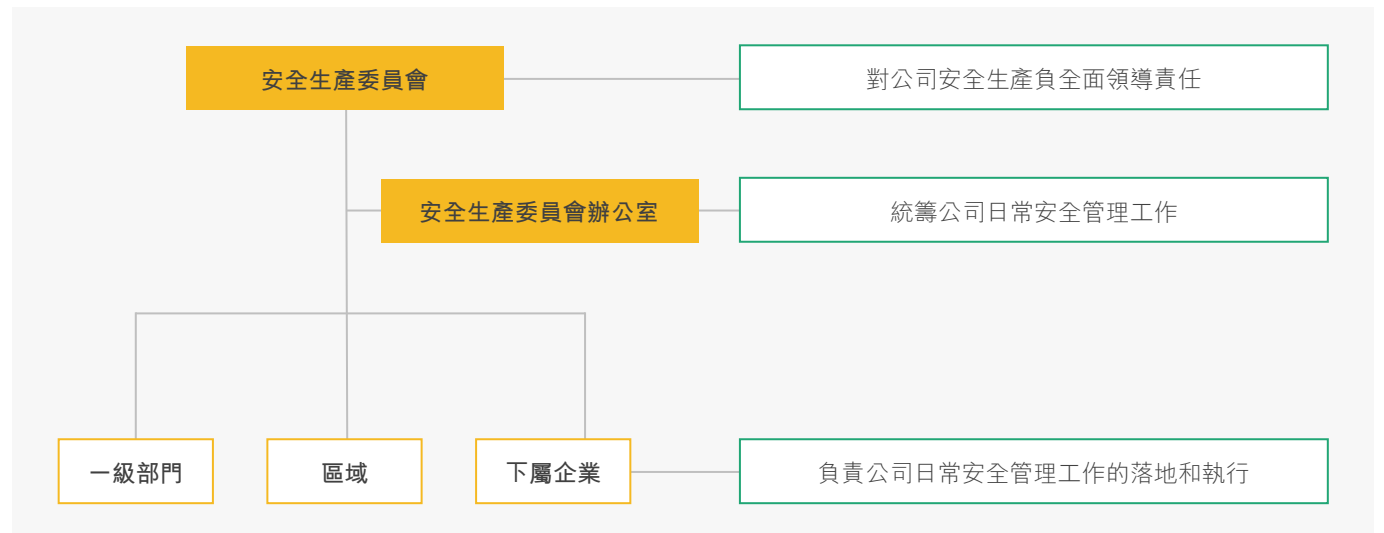 安全生產委員會
對公司安全生產負全面領導責任
安全生產委員會辦公室
統籌公司日常安全管理工作
一級部門
區域
下屬企業
負責公司日常安全管理工作的落地和執行